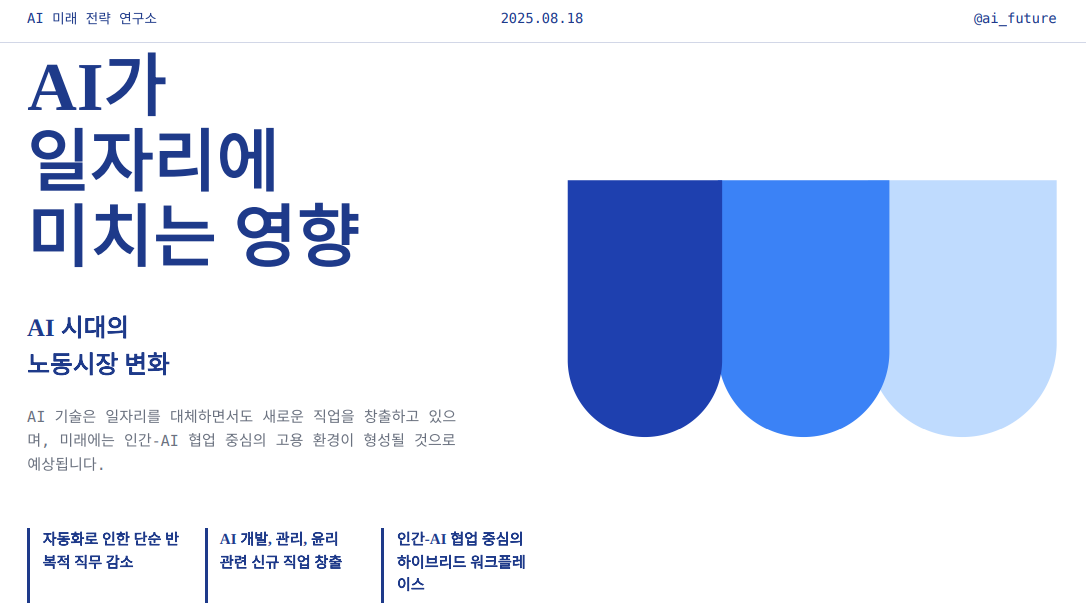 AI 미래 전략 연구소
2025.08.18
@ai_future
AI가
일자리에
미치는 영향
AI 시대의
노동시장 변화
AI 기술은 일자리를 대체하면서도 새로운 직업을 창출하고 있으
며, 미래에는 인간-AI 협업 중심의 고용 환경이 형성될 것으로
예상됩니다.
자동화로 인한 단순 반
복적 직무 감소
AI 개발, 관리, 윤리
관련 신규 직업 창출
인간-AI 협업 중심의
하이브리드 워크플레
이스